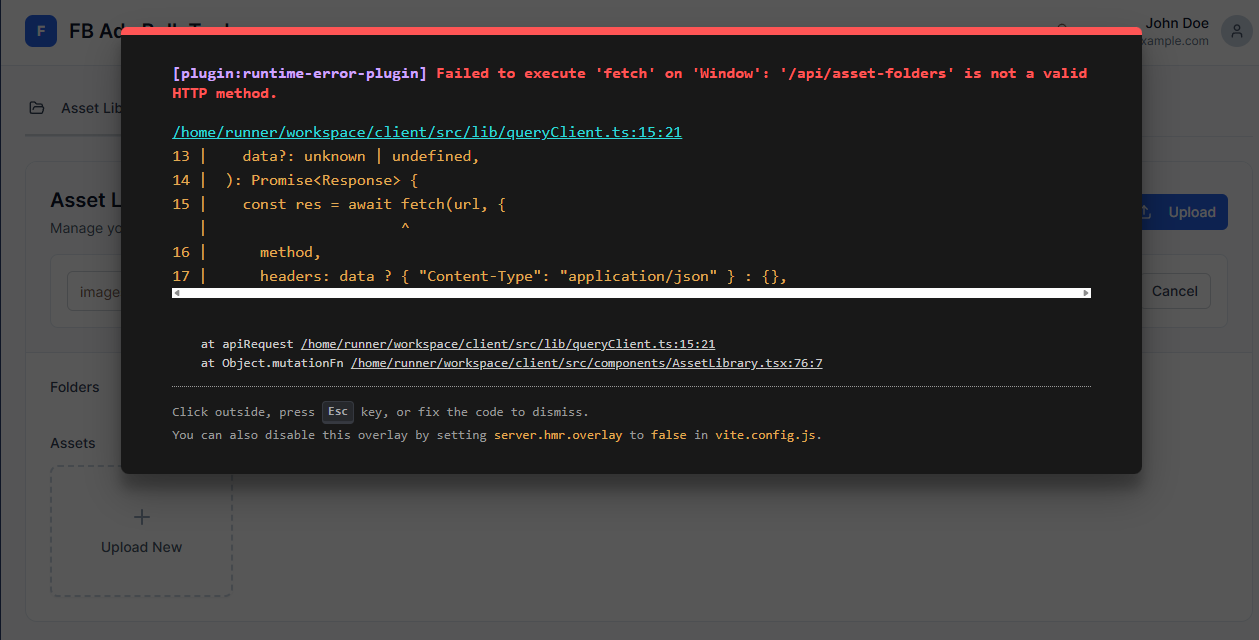 F
FB Ad
John Doe
xample.com
[plugin:runtime-error-plugin] Failed to execute 'fetch' on 'Window': '/api/asset-folders' is not a valid
HTTP method.
Asset Lib
/home/runner/workspace/client/src/lib/queryClient.ts:15:21
13 |    data?: unknown | undefined,
14 |  ): Promise<Response> {
15 |    const res = await fetch(url, {
|                      ^
16 |      method,
17 |      headers: data ? { "Content-Type": "application/json" } : {},
Asset L
Manage yo
Upload
image
Cancel
at apiRequest /home/runner/workspace/client/src/lib/queryClient.ts:15:21
at Object.mutationFn /home/runner/workspace/client/src/components/AssetLibrary.tsx:76:7
Folders
Click outside, press Esc key, or fix the code to dismiss.
You can also disable this overlay by setting server.hmr.overlay to false in vite.config.js.
Assets
Upload New